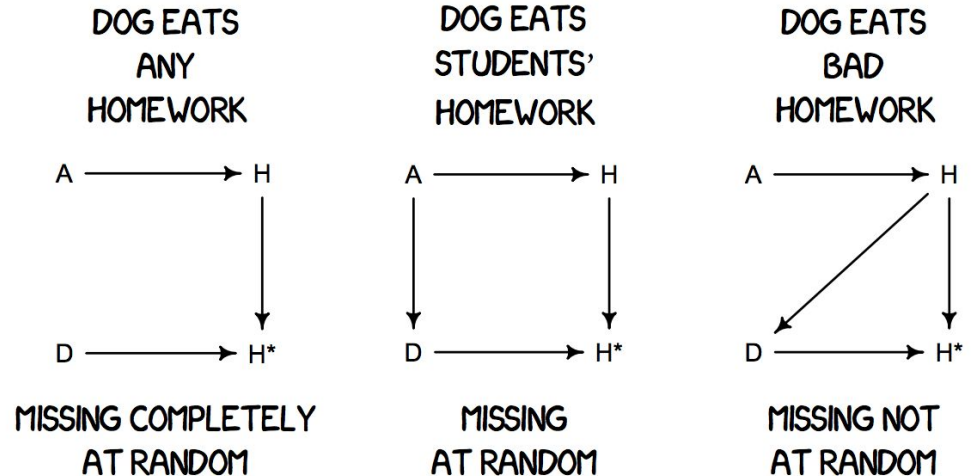 DOG EATS
ANY
HOMEWORK
A H
D H*
MISSING COMPLETELY
AT RANDOM
DOG EATS
STUDENTS’
HOMEWORK
A H
D H*
MISSING
AT RANDOM
DOG EATS
BAD
HOMEWORK
A H
D H*
MISSING NOT
AT RANDOM